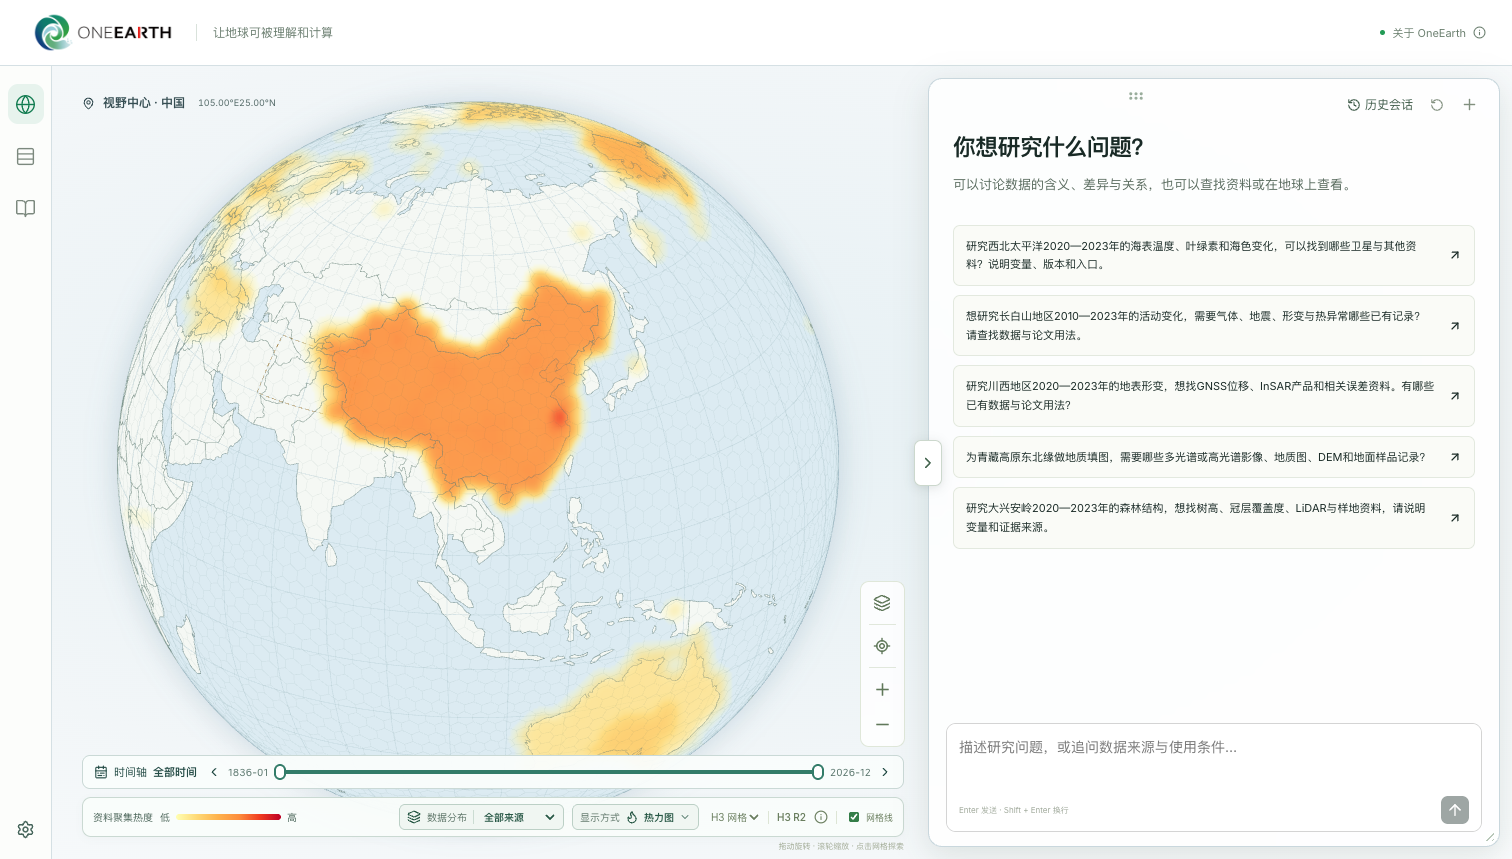 ONEEARTH
让地球可被理解和计算
关于 OneEarth
视野中心 · 中国 105.00°E25.00°N
历史会话
你想研究什么问题?
可以讨论数据的含义、差异与关系，也可以查找资料或在地球上查看。
研究西北太平洋2020—2023年的海表温度、叶绿素和海色变化，可以找到哪些卫星与其他资
料？说明变量、版本和入口。
想研究长白山地区2010—2023年的活动变化，需要气体、地震、形变与热异常哪些已有记录？
请查找数据与论文用法。
研究川西地区2020—2023年的地表形变，想找GNSS位移、InSAR产品和相关误差资料。有哪些
已有数据与论文用法？
为青藏高原东北缘做地质填图，需要哪些多光谱或高光谱影像、地质图、DEM和地面样品记录？
研究大兴安岭2020—2023年的森林结构，想找树高、冠层覆盖度、LiDAR与样地资料，请说明
变量和证据来源。
描述研究问题，或追问数据来源与使用条件...
Enter 发送 · Shift + Enter 换行
时间轴 全部时间 1836-01 2026-12
资料聚集热度 低 高 数据分布 全部来源 显示方式 热力图 H3 网格 H3 R2 网格线
拖动旋转 · 滚轮缩放 · 点击网格探索